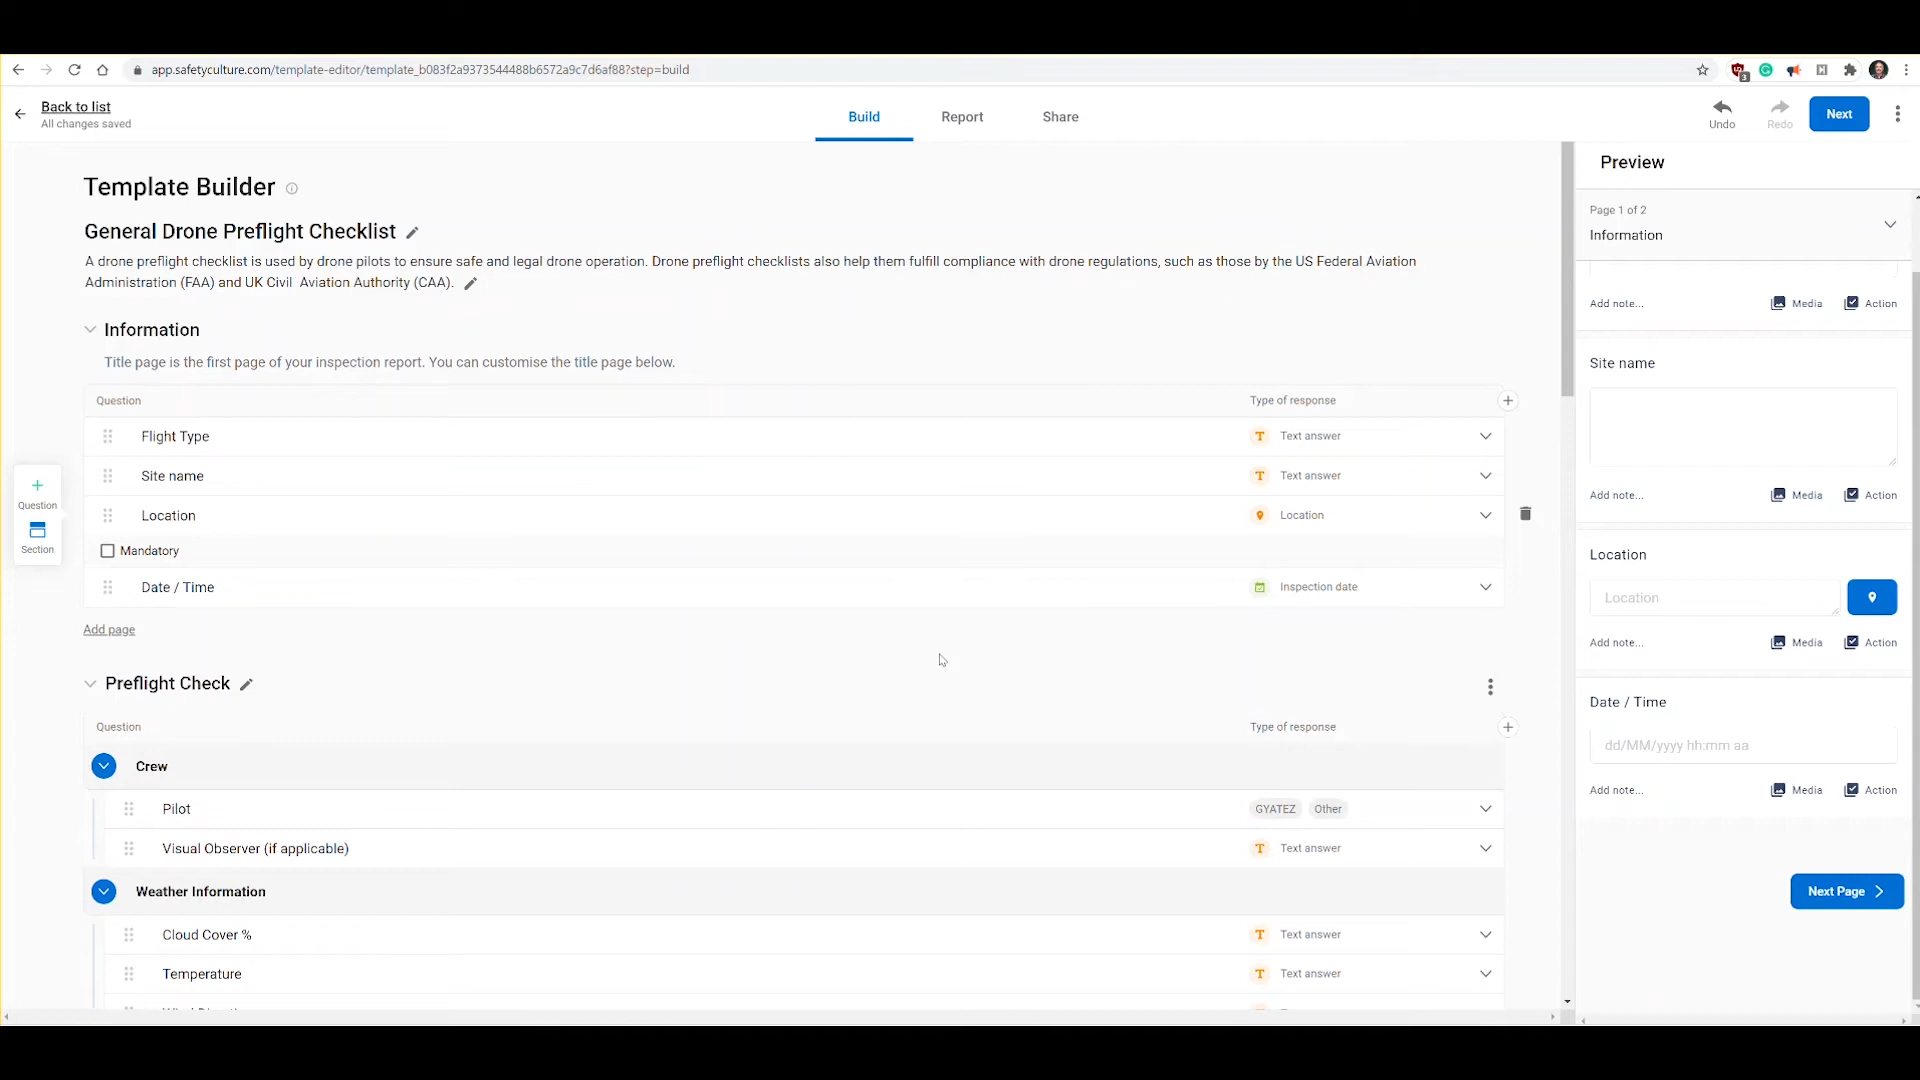 app.safetyculture.com/template-editor/template_b083f2a9373544488b6572a9c7d6af88?step=build
3
Back to list
All changes saved
Build
Report
Share
Undo
Redo
Next
Template Builder
General Drone Preflight Checklist
A drone preflight checklist is used by drone pilots to ensure safe and legal drone operation. Drone preflight checklists also help them fulfill compliance with drone regulations, such as those by the US Federal Aviation
Administration (FAA) and UK Civil Aviation Authority (CAA).
Information
Title page is the first page of your inspection report. You can customise the title page below.
Question
Type of response
Flight Type
Text answer
Site name
Text answer
Location
Location
Mandatory
Date / Time
Inspection date
Add page
Question
Section
Preflight Check
Question
Type of response
Crew
Pilot
GYATEZ
Other
Visual Observer (if applicable)
Text answer
Weather Information
Cloud Cover %
Text answer
Temperature
Text answer
Preview
Page 1 of 2
Information
Add note...
Media
Action
Site name
Add note...
Media
Action
Location
Location
Add note...
Media
Action
Date / Time
dd/MM/yyyy hh:mm aa
Add note...
Media
Action
Next Page